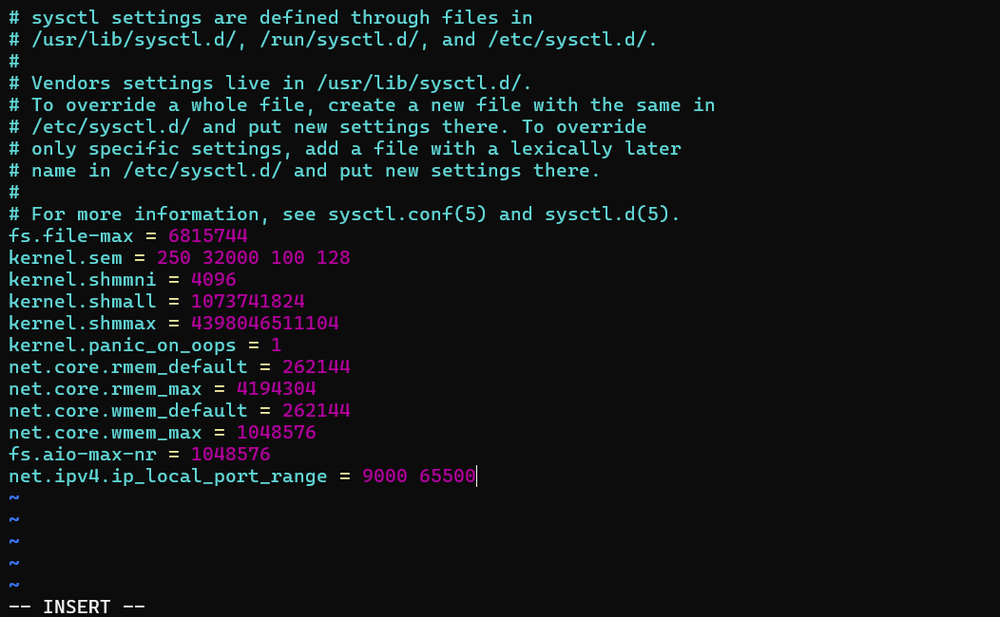 # sysctl settings are defined through files in
# /usr/lib/sysctl.d/, /run/sysctl.d/, and /etc/sysctl.d/.
#
# Vendors settings live in /usr/lib/sysctl.d/.
# To override a whole file, create a new file with the same in
# /etc/sysctl.d/ and put new settings there. To override
# only specific settings, add a file with a lexically later
# name in /etc/sysctl.d/ and put new settings there.
#
# For more information, see sysctl.conf(5) and sysctl.d(5).
fs.file-max = 6815744
kernel.sem = 250 32000 100 128
kernel.shmmni = 4096
kernel.shmall = 1073741824
kernel.shmmax = 4398046511104
kernel.panic_on_oops = 1
net.core.rmem_default = 262144
net.core.rmem_max = 4194304
net.core.wmem_default = 262144
net.core.wmem_max = 1048576
fs.aio-max-nr = 1048576
net.ipv4.ip_local_port_range = 9000 65500
~
~
~
~
~
-- INSERT --